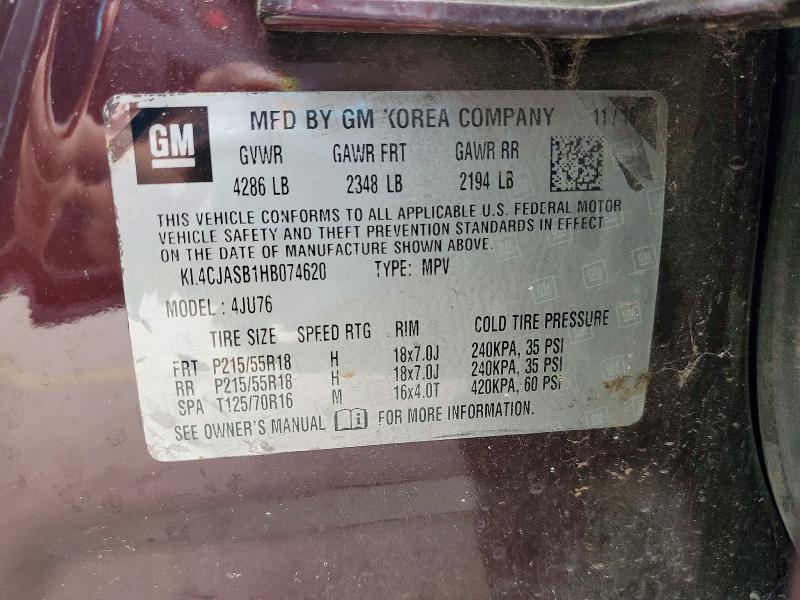 GM
MFD BY GM KOREA COMPANY 11/16
GVWR GAWR FRT GAWR RR
4286 LB 2348 LB 2194 LB
THIS VEHICLE CONFORMS TO ALL APPLICABLE U.S. FEDERAL MOTOR
VEHICLE SAFETY AND THEFT PREVENTION STANDARDS IN EFFECT
ON THE DATE OF MANUFACTURE SHOWN ABOVE.
KL4CJASB1HB074620 TYPE: MPV
MODEL: 4JU76
TIRE SIZE SPEED RTG RIM COLD TIRE PRESSURE
FRT P215/55R18 H 18x7.0J 240KPA, 35 PSI
RR P215/55R18 H 18x7.0J 240KPA, 35 PSI
SPA T125/70R16 M 16x4.0T 420KPA, 60 PSI
SEE OWNER'S MANUAL FOR MORE INFORMATION.